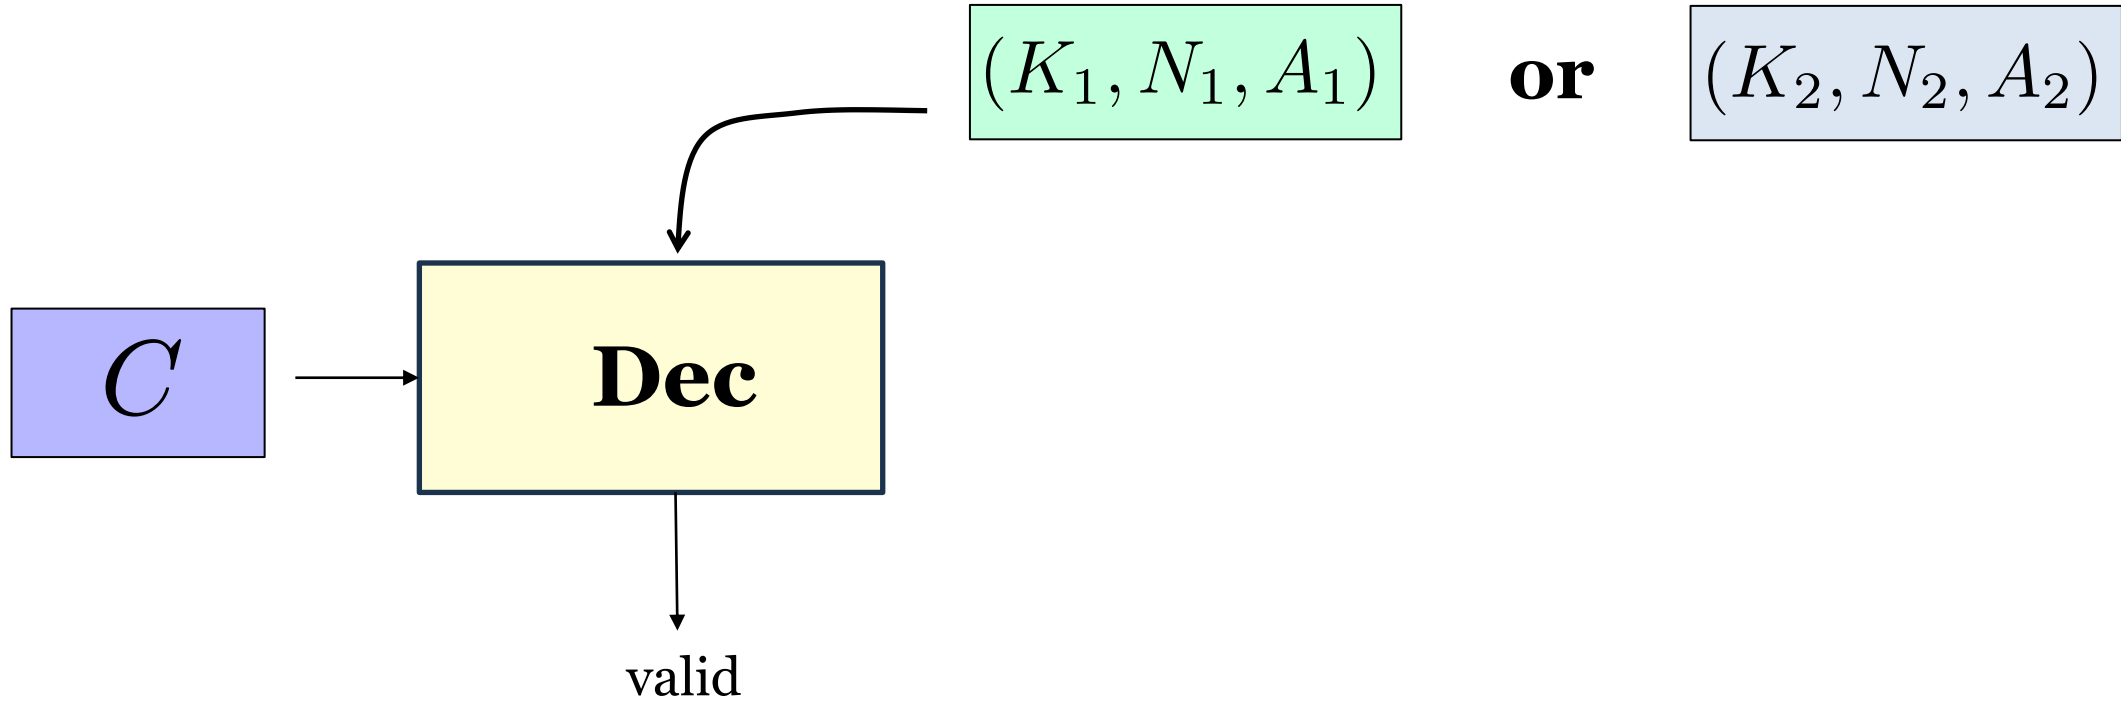 (K₁, N₁, A₁) or (K₂, N₂, A₂)
C
Dec
valid